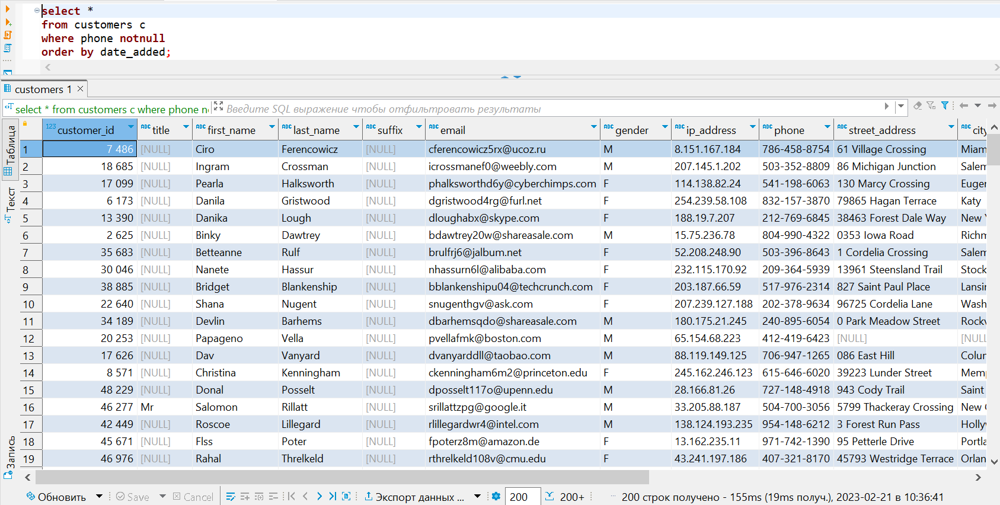 select *
from customers c
where phone notnull
order by date_added;
customers 1
select * from customers c where phone n
Введите SQL выражение чтобы отфильтровать результаты
Таблица
Текст
Запись
123 customer_id ABC title ABC first_name ABC last_name ABC suffix ABC email ABC gender ABC ip_address ABC phone ABC street_address ABC city
1 7 486 [NULL] Ciro Ferencowicz [NULL] cferencowicz5rx@ucoz.ru M 8.151.167.184 786-458-8754 61 Village Crossing Miam
2 18 685 [NULL] Ingram Crossman [NULL] icrossmanef0@weebly.com M 207.145.1.202 503-352-8809 86 Michigan Junction Salem
3 17 099 [NULL] Pearla Halksworth [NULL] phalksworthd6y@cyberchimps.com F 114.138.82.24 541-198-6063 130 Marcy Crossing Eugen
4 6 173 [NULL] Danila Gristwood [NULL] dgristwood4rg@furl.net F 254.239.58.108 832-157-3870 79865 Hagan Terrace Katy
5 13 390 [NULL] Danika Lough [NULL] dloughabx@skype.com F 188.19.7.207 212-769-6845 38463 Forest Dale Way New Y
6 2 625 [NULL] Binky Dawtrey [NULL] bdawtrey20w@shareasale.com M 15.75.236.78 804-990-4322 0353 Iowa Road Richm
7 35 683 [NULL] Betteanne Rulf [NULL] brulfrj6@jalbum.net F 52.208.248.90 503-396-8643 1 Cordelia Crossing Salem
8 30 046 [NULL] Nanete Hassur [NULL] nhassurn6l@alibaba.com F 232.115.170.92 209-364-5939 13961 Steensland Trail Stock
9 38 885 [NULL] Bridget Blankenship [NULL] bblankenshipu04@techcrunch.com F 203.187.66.59 517-976-2314 827 Saint Paul Place Lansin
10 22 640 [NULL] Shana Nugent [NULL] snugenthgv@ask.com F 207.239.127.188 202-378-9634 96725 Cordelia Lane Wash
11 34 189 [NULL] Devlin Barhems [NULL] dbarhemsqdo@shareasale.com M 180.175.21.245 240-895-6054 0 Park Meadow Street Rockv
12 20 253 [NULL] Papageno Vella [NULL] pvellafmk@boston.com M 65.154.68.223 412-419-6423 [NULL] [NUL
13 17 626 [NULL] Dav Vanyard [NULL] dvanyarddll@taobao.com M 88.119.149.125 706-947-1265 086 East Hill Colun
14 8 571 [NULL] Christina Kenningham [NULL] ckenningham6m2@princeton.edu F 245.162.246.123 615-646-6020 39223 Lunder Street Memp
15 48 229 [NULL] Donal Posselt [NULL] dposselt117o@upenn.edu M 28.166.81.26 727-148-4918 943 Cody Trail Saint
16 46 277 Mr Salomon Rillatt [NULL] srillattzpg@google.it M 33.205.88.187 504-700-3056 5799 Thackeray Crossing New O
17 42 449 [NULL] Roscoe Lillegard [NULL] rlillegardwr4@intel.com M 138.124.193.235 954-148-6212 3 Forest Run Pass Hollyv
18 45 671 [NULL] Flss Poter [NULL] fpoterz8m@amazon.de F 13.162.235.11 971-742-1390 95 Petterle Drive Portla
19 46 976 [NULL] Rahal Threlkeld [NULL] rthrelkeld108v@cmu.edu F 43.241.197.186 407-321-8170 45793 Westridge Terrace Orlan
Обновить Save Cancel Экспорт данных ... 200 200+ 200 строк получено - 155ms (19ms получ.), 2023-02-21 в 10:36:41